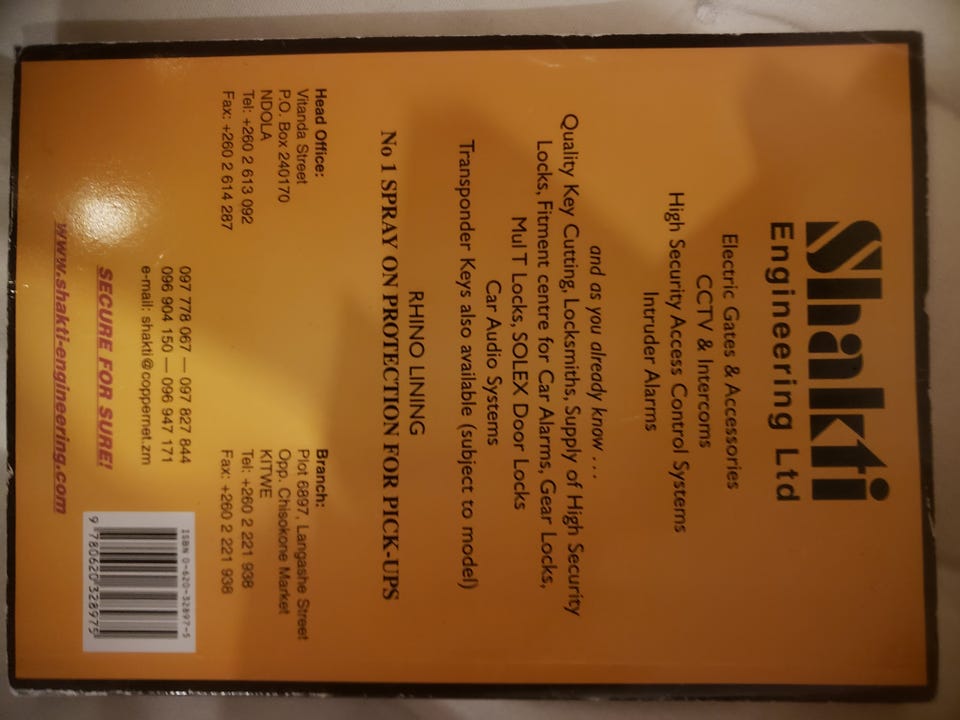 Shakti
Engineering Ltd
Electric Gates & Accessories
CCTV & Intercoms
High Security Access Control Systems
Intruder Alarms
and as you already know . . .
Quality Key Cutting, Locksmiths, Supply of High Security
Locks, Fitment centre for Car Alarms, Gear Locks,
Mul T Locks, SOLEX Door Locks
Car Audio Systems
Transponder Keys also available (subject to model)
RHINO LINING
No 1 SPRAY ON PROTECTION FOR PICK-UPS
Head Office:
Vitanda Street
P.O. Box 240170
NDOLA
Tel: +260 2 613 092
Fax: +260 2 614 287
Branch:
Plot 6897, Langashe Street
Opp. Chisokone Market
KITWE
Tel: +260 2 221 938
Fax: +260 2 221 938
097 778 067 — 097 827 844
096 904 150 — 096 947 171
e-mail: shakti@coppernet.zm
SECURE FOR SURE!
www.shakti-engineering.com
ISBN 0-620-32897-5
9 780620 328975